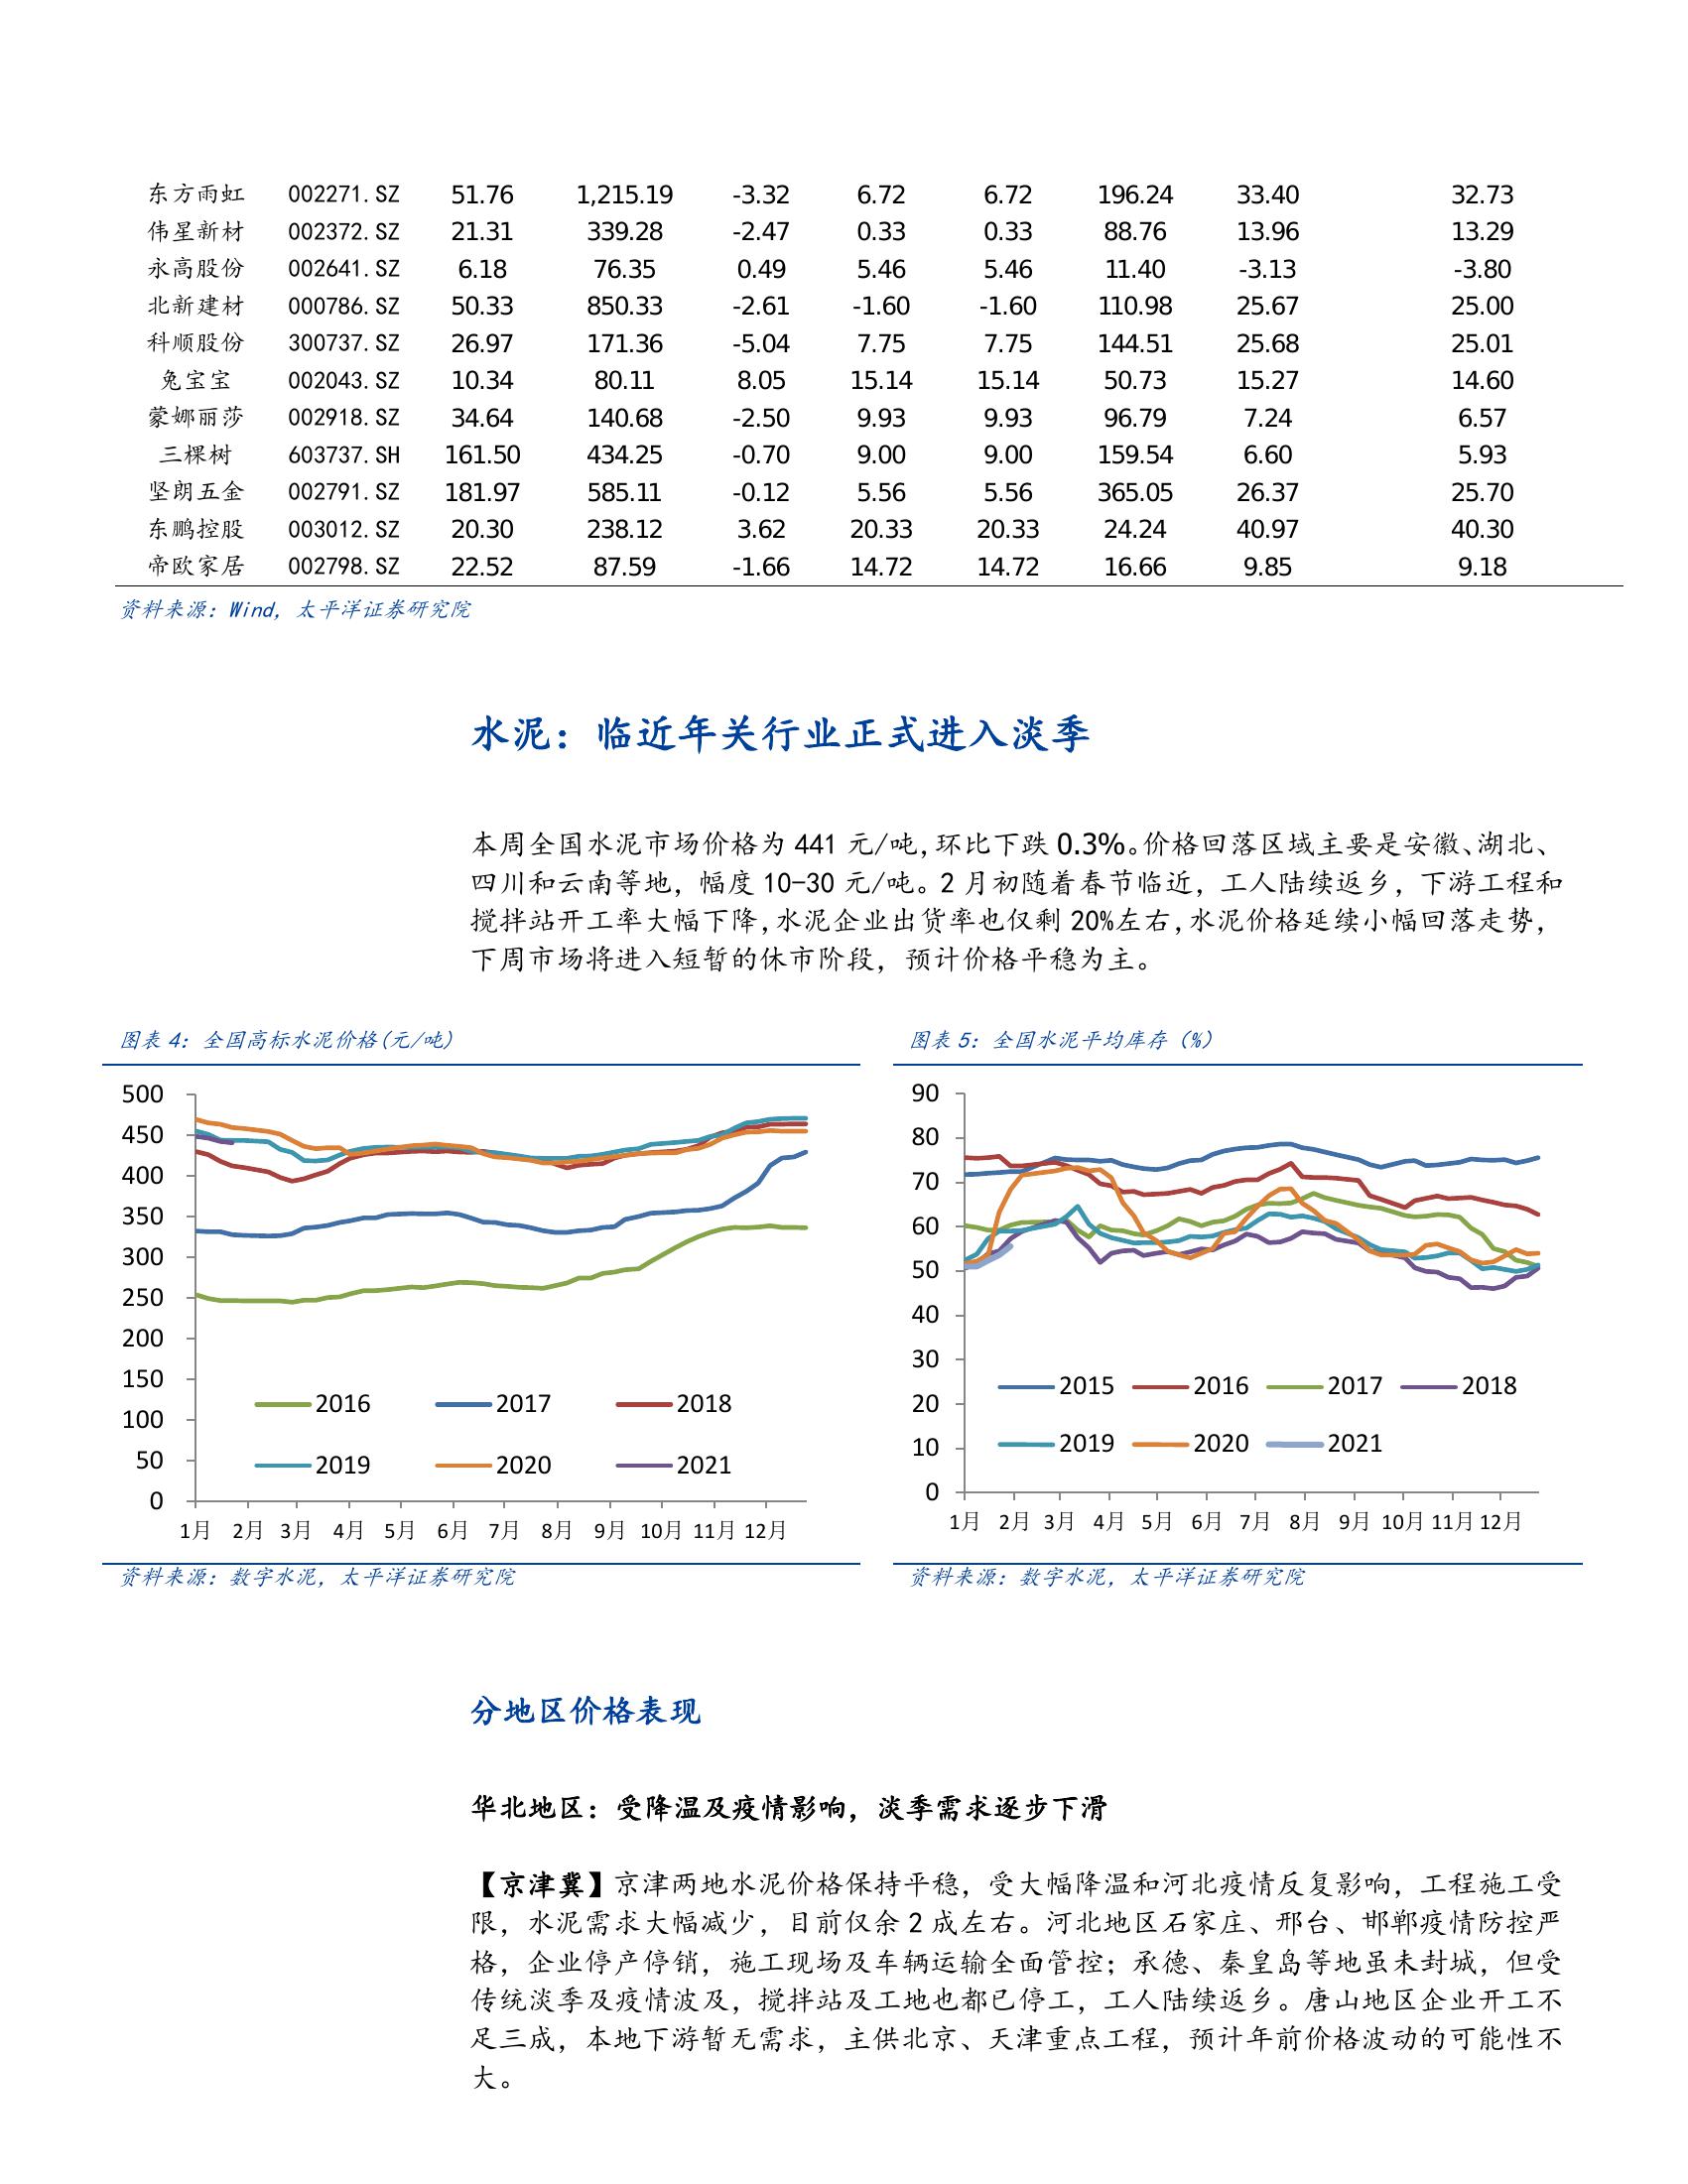 东方雨虹 002271.SZ 51.76 1,215.19 -3.32 6.72 6.72 196.24 33.40 32.73
伟星新材 002372.SZ 21.31 339.28 -2.47 0.33 0.33 88.76 13.96 13.29
永高股份 002641.SZ 6.18 76.35 0.49 5.46 5.46 11.40 -3.13 -3.80
北新建材 000786.SZ 50.33 850.33 -2.61 -1.60 -1.60 110.98 25.67 25.00
科顺股份 300737.SZ 26.97 171.36 -5.04 7.75 7.75 144.51 25.68 25.01
兔宝宝 002043.SZ 10.34 80.11 8.05 15.14 15.14 50.73 15.27 14.60
蒙娜丽莎 002918.SZ 34.64 140.68 -2.50 9.93 9.93 96.79 7.24 6.57
三棵树 603737.SH 161.50 434.25 -0.70 9.00 9.00 159.54 6.60 5.93
坚朗五金 002791.SZ 181.97 585.11 -0.12 5.56 5.56 365.05 26.37 25.70
东鹏控股 003012.SZ 20.30 238.12 3.62 20.33 20.33 24.24 40.97 40.30
帝欧家居 002798.SZ 22.52 87.59 -1.66 14.72 14.72 16.66 9.85 9.18
资料来源：Wind，太平洋证券研究院
水泥：临近年关行业正式进入淡季
本周全国水泥市场价格为 441 元/吨，环比下跌 0.3%。价格回落区域主要是安徽、湖北、
四川和云南等地，幅度 10-30 元/吨。2 月初随着春节临近，工人陆续返乡，下游工程和
搅拌站开工率大幅下降，水泥企业出货率也仅剩 20%左右，水泥价格延续小幅回落走势，
下周市场将进入短暂的休市阶段，预计价格平稳为主。
图表 4：全国高标水泥价格(元/吨)
500
450
400
350
300
250
200
150
100
50
0
2016 2017 2018
2019 2020 2021
1月 2月 3月 4月 5月 6月 7月 8月 9月 10月 11月 12月
资料来源：数字水泥，太平洋证券研究院
图表 5：全国水泥平均库存（%）
90
80
70
60
50
40
30
20
10
0
2015 2016 2017 2018
2019 2020 2021
1月 2月 3月 4月 5月 6月 7月 8月 9月 10月 11月 12月
资料来源：数字水泥，太平洋证券研究院
分地区价格表现
华北地区：受降温及疫情影响，淡季需求逐步下滑
【京津冀】京津两地水泥价格保持平稳，受大幅降温和河北疫情反复影响，工程施工受
限，水泥需求大幅减少，目前仅余 2 成左右。河北地区石家庄、邢台、邯郸疫情防控严
格，企业停产停销，施工现场及车辆运输全面管控；承德、秦皇岛等地虽未封城，但受
传统淡季及疫情波及，搅拌站及工地也都已停工，工人陆续返乡。唐山地区企业开工不
足三成，本地下游暂无需求，主供北京、天津重点工程，预计年前价格波动的可能性不
大。